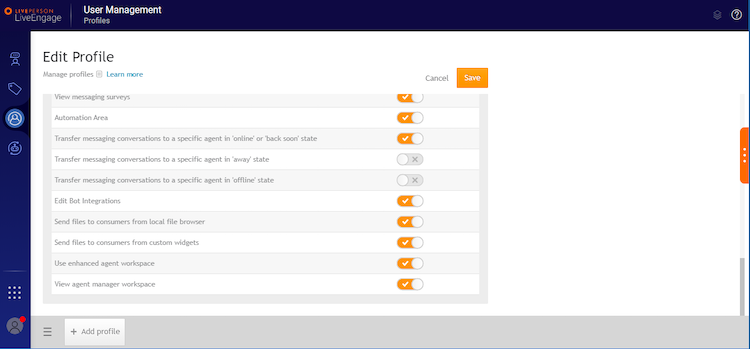 LIVEPERSON
LiveEngage
User Management
Profiles
Edit Profile
Manage profiles Learn more
Cancel
Save
View messaging surveys
Automation Area
Transfer messaging conversations to a specific agent in 'online' or 'back soon' state
Transfer messaging conversations to a specific agent in 'away' state
Transfer messaging conversations to a specific agent in 'offline' state
Edit Bot Integrations
Send files to consumers from local file browser
Send files to consumers from custom widgets
Use enhanced agent workspace
View agent manager workspace
+ Add profile